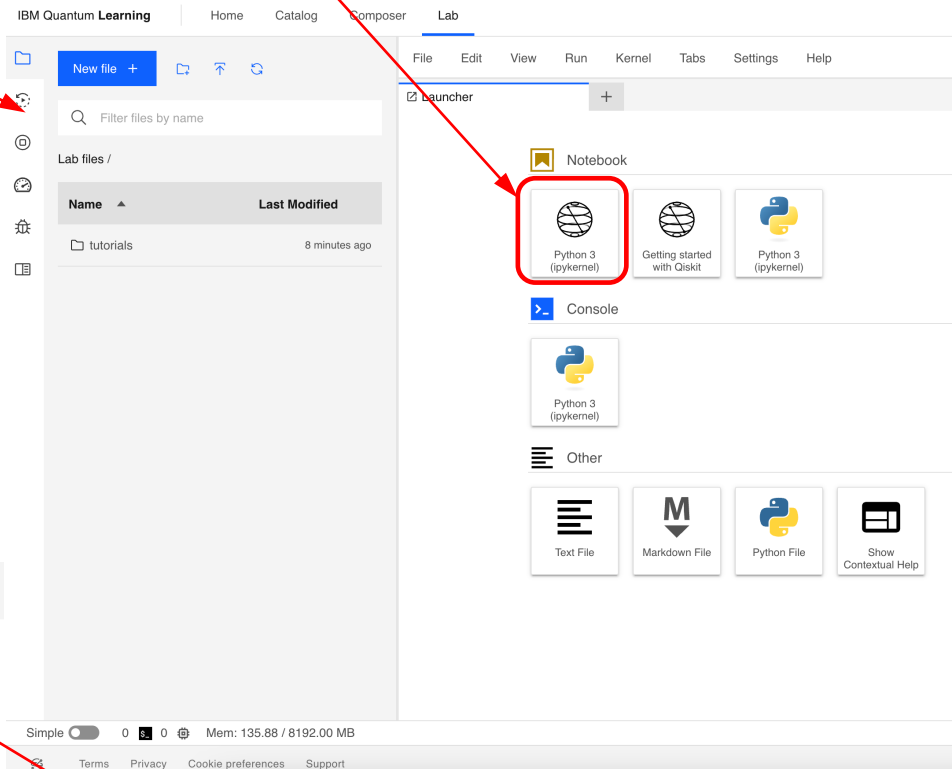 IBM Quantum Learning Home Catalog Composer Lab
New file +
File Edit View Run Kernel Tabs Settings Help
Launcher
Filter files by name
Lab files /
Name Last Modified
tutorials 8 minutes ago
Notebook
Python 3
(ipykernel)
Getting started
with Qiskit
Python 3
(ipykernel)
Console
Python 3
(ipykernel)
Other
Text File
M
Markdown File
Python File
Show
Contextual Help
Simple 0 s_ 0 Mem: 135.88 / 8192.00 MB
Terms Privacy Cookie preferences Support